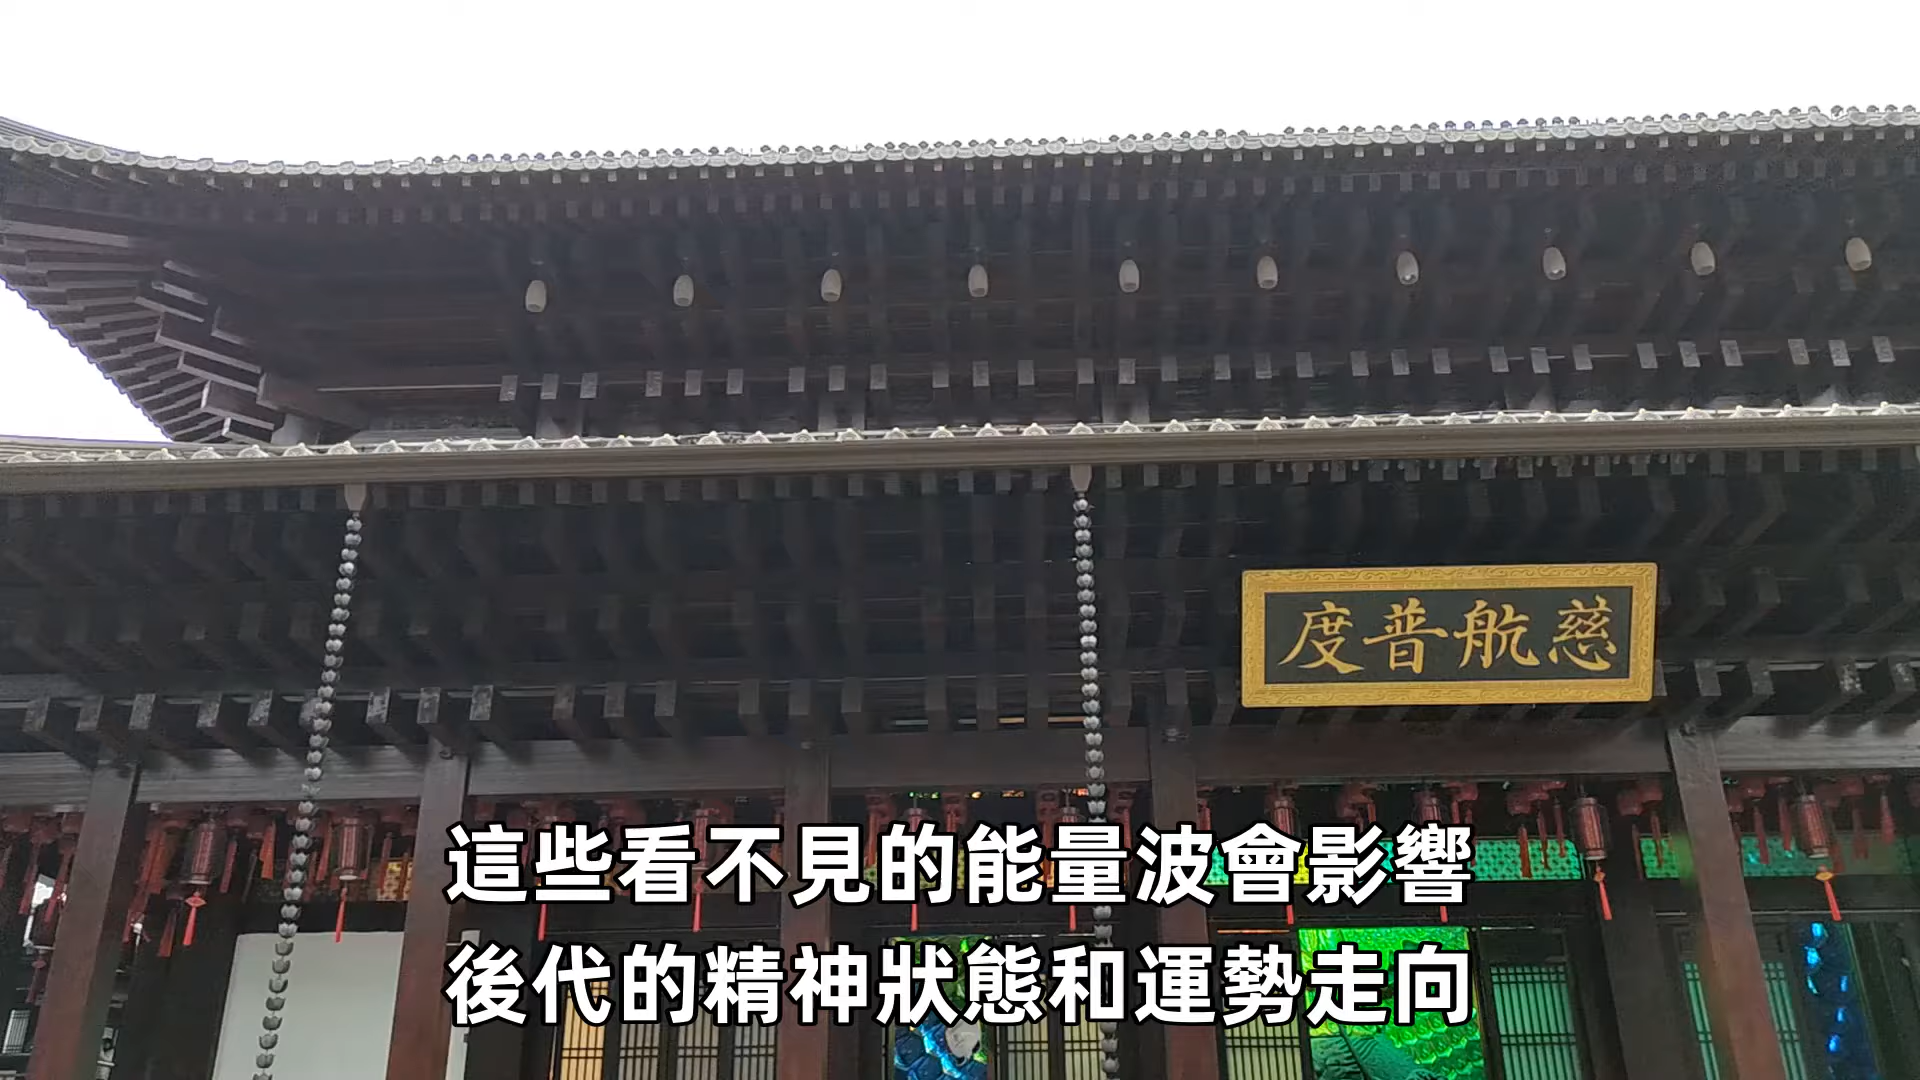 慈航普度
這些看不見的能量波會影響
後代的精神狀態和運勢走向